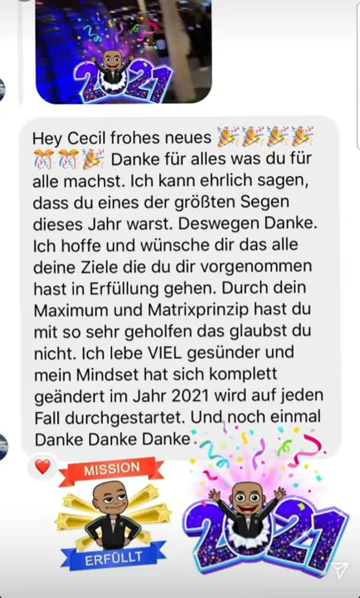 2021
Hey Cecil frohes neues 🎉🎉🎉🎉
🎊🎊🎉 Danke für alles was du für
alle machst. Ich kann ehrlich sagen,
dass du eines der größten Segen
dieses Jahr warst. Deswegen Danke.
Ich hoffe und wünsche dir das alle
deine Ziele die du dir vorgenommen
hast in Erfüllung gehen. Durch dein
Maximum und Matrixprinzip hast du
mit so sehr geholfen das glaubst du
nicht. Ich lebe VIEL gesünder und
mein Mindset hat sich komplett
geändert im Jahr 2021 wird auf jeden
Fall durchgestartet. Und noch einmal
Danke Danke Danke.
MISSION
ERFÜLLT
2021